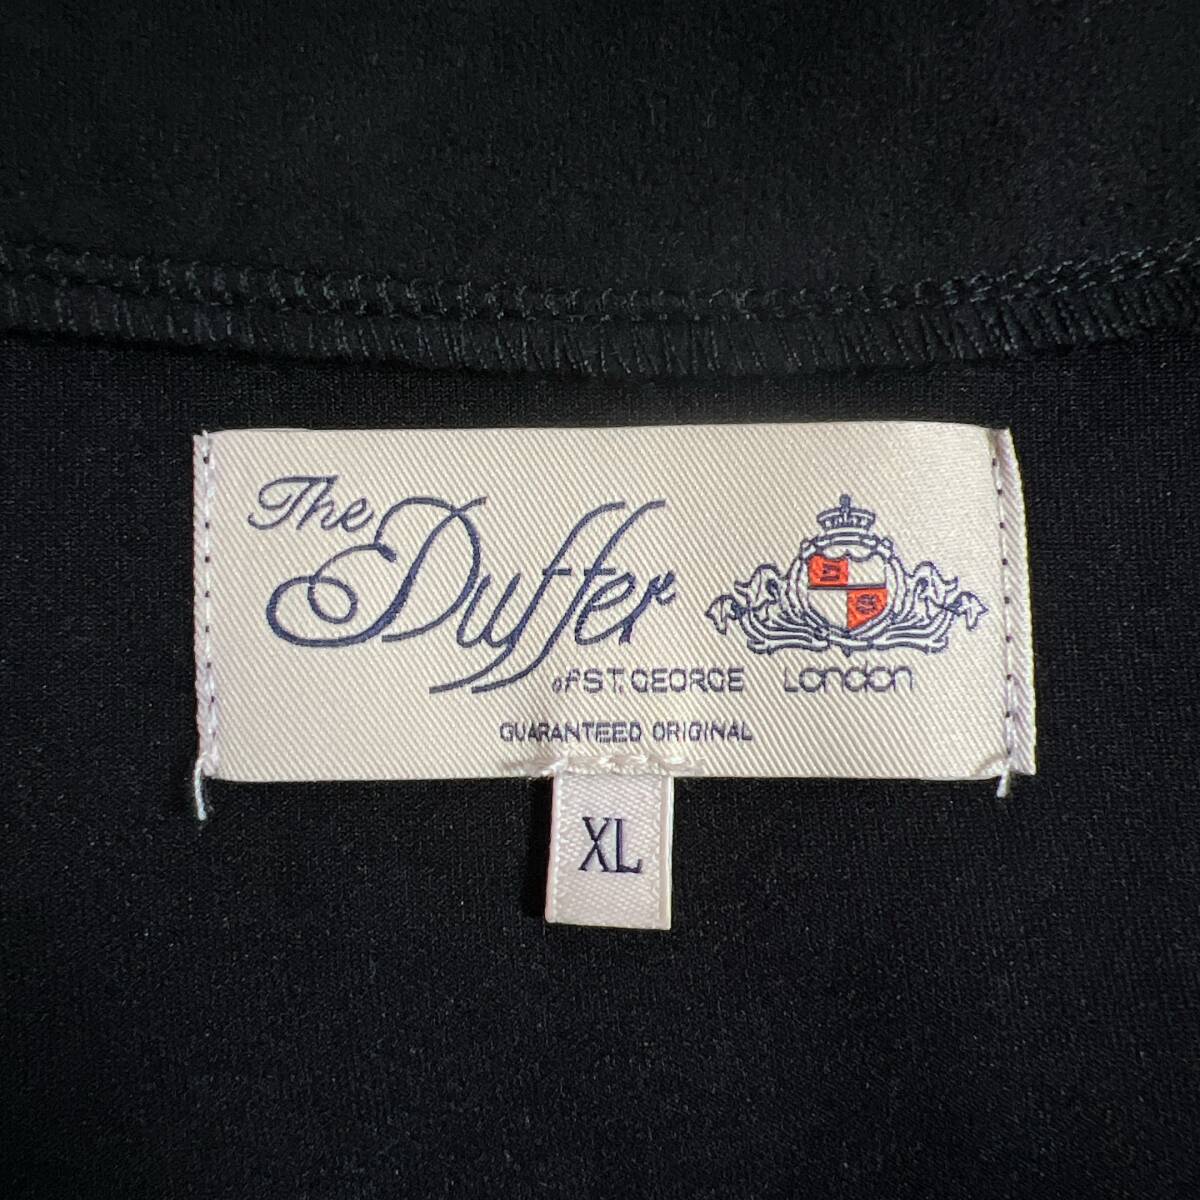 The Duffer
of ST. GEORGE London
GUARANTEED ORIGINAL
XL